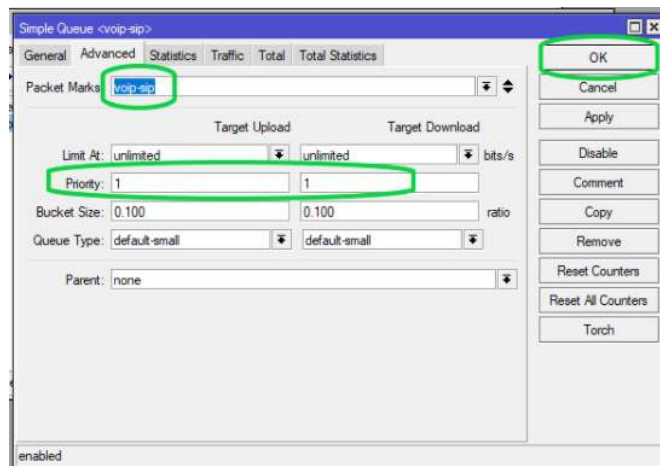 Simple Queue <voip-sip>
General Advanced Statistics Traffic Total Total Statistics
OK
Packet Marks: voip-sip
Cancel
Apply
Target Upload Target Download
Limit At: unlimited unlimited bits/s
Disable
Priority: 1 1
Comment
Bucket Size: 0.100 0.100 ratio
Copy
Queue Type: default-small default-small
Remove
Parent: none
Reset Counters
Reset All Counters
Torch
enabled